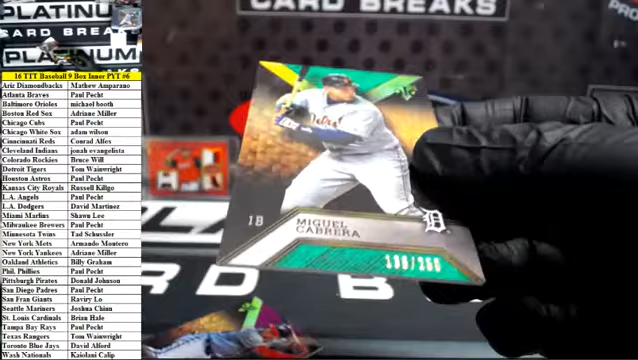 PLATINUM
CARD BREAKS
PLATINUM
16 TTT Baseball 9 Box Inner PYT #6
Ariz Diamondbacks Mathew Amparano
Atlanta Braves Paul Pecht
Baltimore Orioles michael booth
Boston Red Sox Adriane Miller
Chicago Cubs Paul Pecht
Chicago White Sox adam wilson
Cincinnati Reds Conrad Alfes
Cleveland Indians jonah evangelista
Colorado Rockies Bruce Will
Detroit Tigers Tom Wainwright
Houston Astros Paul Pecht
Kansas City Royals Russell Killgo
L.A. Angels Paul Pecht
L.A. Dodgers David Martinez
Miami Marlins Shawn Lee
Milwaukee Brewers Paul Pecht
Minnesota Twins Tad Schussler
New York Mets Armando Montero
New York Yankees Adriane Miller
Oakland Athletics Billy Graham
Phil. Phillies Paul Pecht
Pittsburgh Pirates Donald Johnson
San Diego Padres Paul Pecht
San Fran Giants Raviry Lo
Seattle Mariners Joshua Chinn
St. Louis Cardinals Brian Hale
Tampa Bay Rays Paul Pecht
Texas Rangers Tom Wainwright
Toronto Blue Jays David Alford
Wash Nationals Kaiolani Calip
CARD BREAKS
1B
MIGUEL
CABRERA